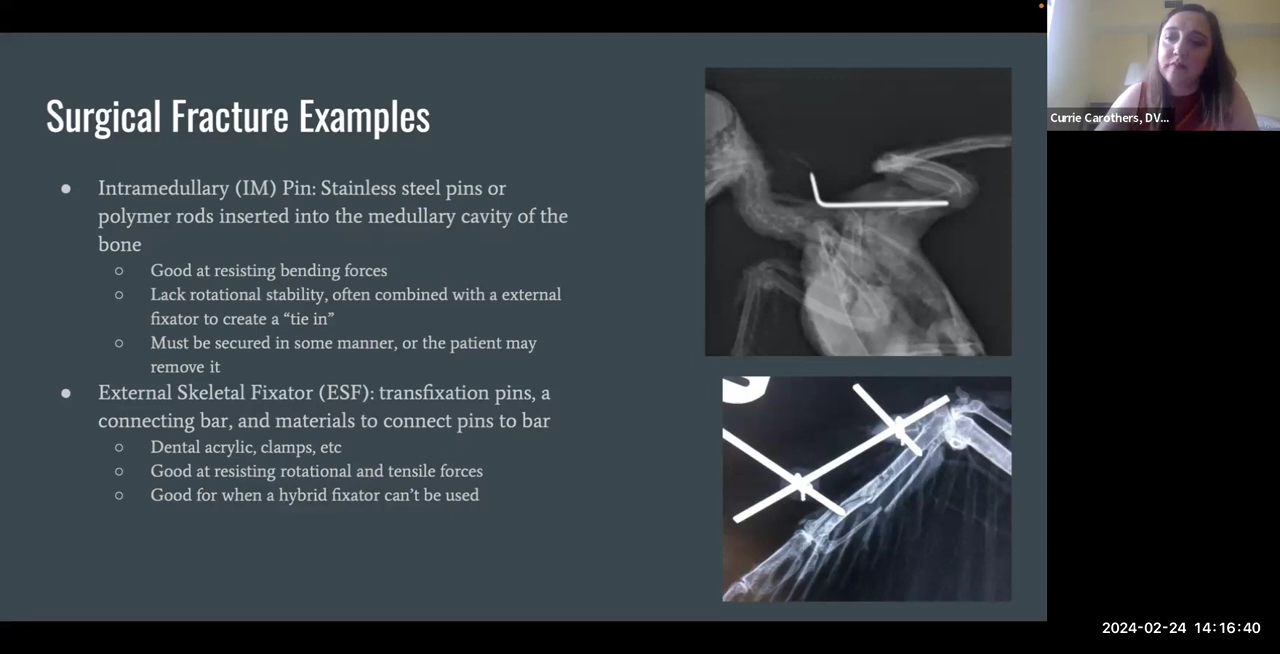 Surgical Fracture Examples
● Intramedullary (IM) Pin: Stainless steel pins or
polymer rods inserted into the medullary cavity of the
bone
○ Good at resisting bending forces
○ Lack rotational stability, often combined with a external
fixator to create a “tie in”
○ Must be secured in some manner, or the patient may
remove it
● External Skeletal Fixator (ESF): transfixation pins, a
connecting bar, and materials to connect pins to bar
○ Dental acrylic, clamps, etc
○ Good at resisting rotational and tensile forces
○ Good for when a hybrid fixator can’t be used
Currie Carothers, DV...
2024-02-24 14:16:40